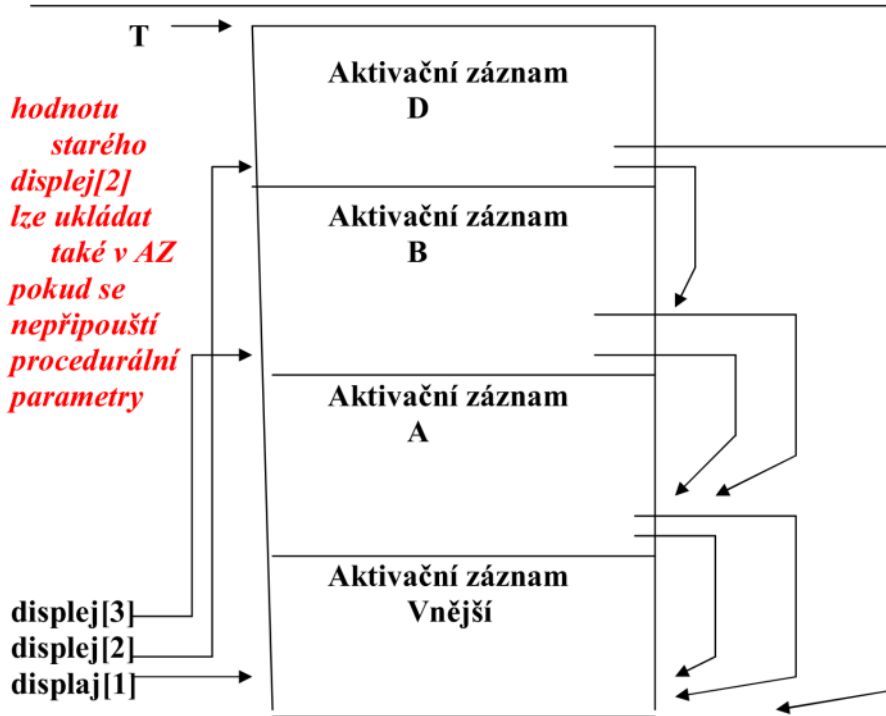 T
Aktivační záznam
D
hodnotu
starého
displej[2]
lze ukládat
také v AZ
pokud se
nepřipouští
procedurální
parametry
Aktivační záznam
B
Aktivační záznam
A
Aktivační záznam
Vnější
displej[3]
displej[2]
displaj[1]